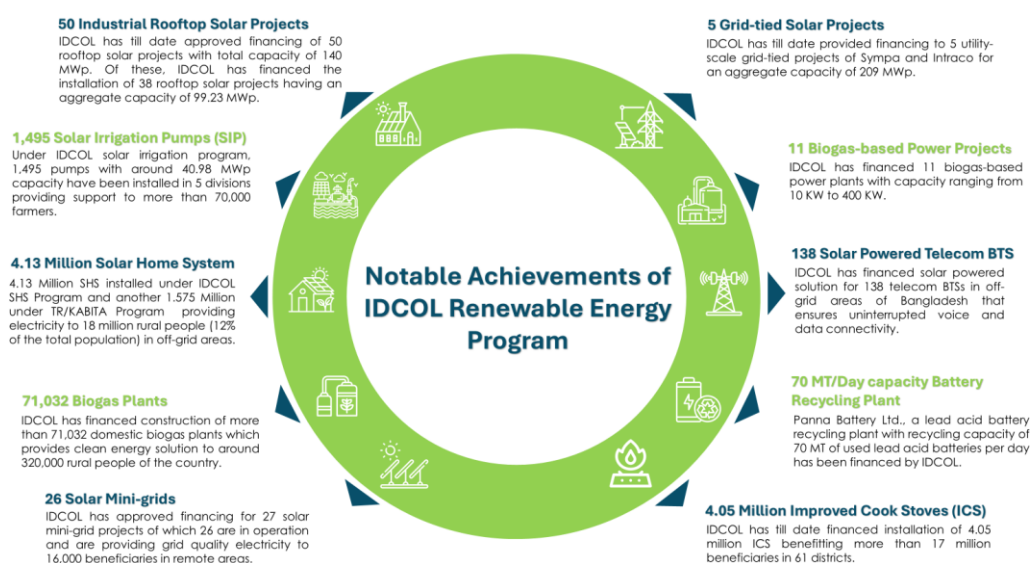 50 Industrial Rooftop Solar Projects
IDCOL has till date approved financing of 50
rooftop solar projects with total capacity of 140
MWp. Of these, IDCOL has financed the
installation of 38 rooftop solar projects having an
aggregate capacity of 99.23 MWp.
1,495 Solar Irrigation Pumps (SIP)
Under IDCOL solar irrigation program,
1,495 pumps with around 40.98 MWp
capacity have been installed in 5 divisions
providing support to more than 70,000
farmers.
4.13 Million Solar Home System
4.13 Million SHS installed under IDCOL
SHS Program and another 1.575 Million
under TR/KABITA Program providing
electricity to 18 million rural people (12%
of the total population) in off-grid areas.
71,032 Biogas Plants
IDCOL has financed construction of more
than 71,032 domestic biogas plants which
provides clean energy solution to around
320,000 rural people of the country.
26 Solar Mini-grids
IDCOL has approved financing for 27 solar
mini-grid projects of which 26 are in operation
and are providing grid quality electricity to
16,000 beneficiaries in remote areas.
Notable Achievements of
IDCOL Renewable Energy
Program
5 Grid-tied Solar Projects
IDCOL has till date provided financing to 5 utility-
scale grid-tied projects of Sympa and Intraco for
an aggregate capacity of 209 MWp.
11 Biogas-based Power Projects
IDCOL has financed 11 biogas-based
power plants with capacity ranging from
10 KW to 400 KW.
138 Solar Powered Telecom BTS
IDCOL has financed solar powered
solution for 138 telecom BTSs in off-
grid areas of Bangladesh that
ensures uninterrupted voice and
data connectivity.
70 MT/Day capacity Battery
Recycling Plant
Panna Battery Ltd., a lead acid battery
recycling plant with recycling capacity of
70 MT of used lead acid batteries per day
has been financed by IDCOL.
4.05 Million Improved Cook Stoves (ICS)
IDCOL has till date financed installation of 4.05
million ICS benefitting more than 17 million
beneficiaries in 61 districts.